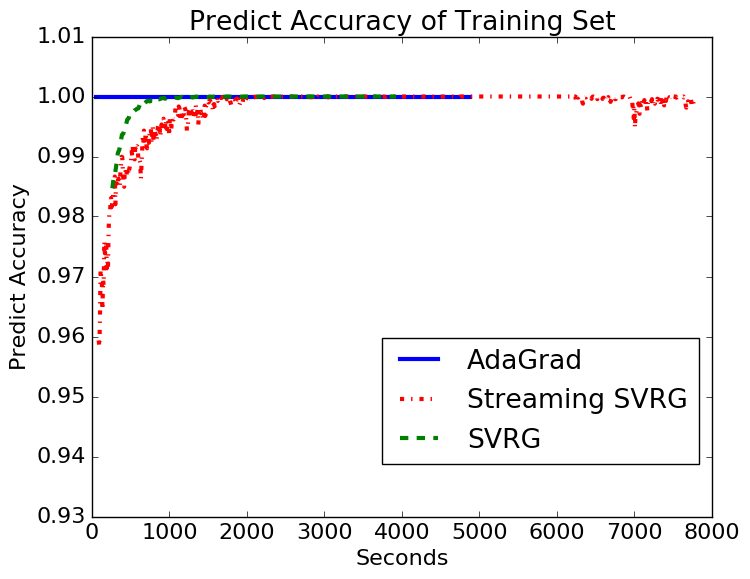 Predict Accuracy of Training Set
1.01
1.00
0.99
0.98
0.97
0.96
0.95
0.94
0.93
Predict Accuracy
AdaGrad
Streaming SVRG
SVRG
0 1000 2000 3000 4000 5000 6000 7000 8000
Seconds